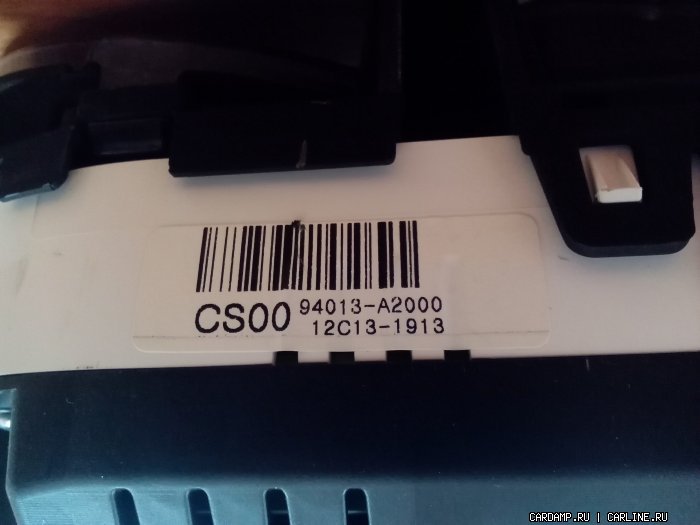 CS00 94013-A2000
12C13-1913
CARDAMP.RU | CARLINE.RU